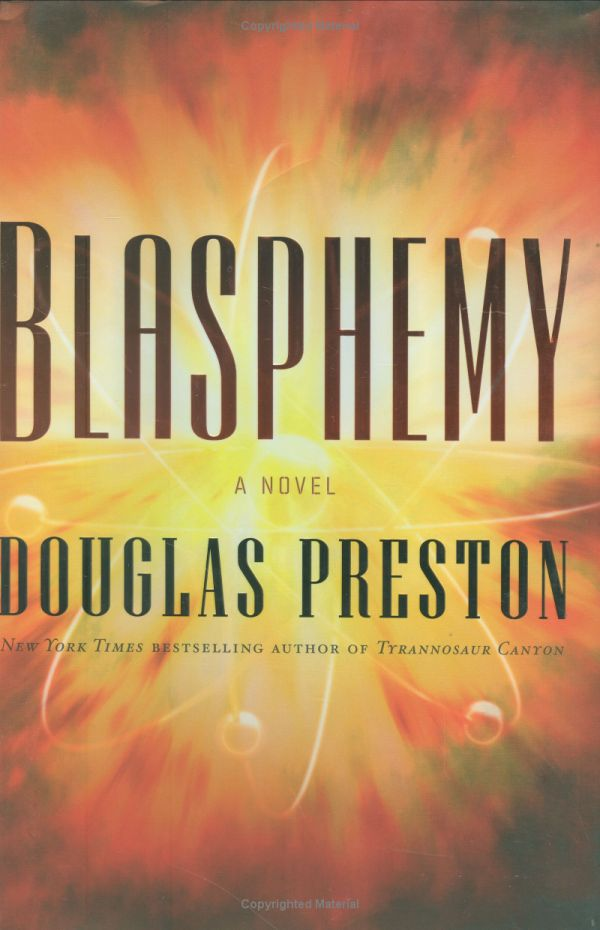 Copyrighted Material
BLASPHEMY
A NOVEL
DOUGLAS PRESTON
NEW YORK TIMES BESTSELLING AUTHOR OF TYRANNOSAUR CANYON
Copyrighted Material